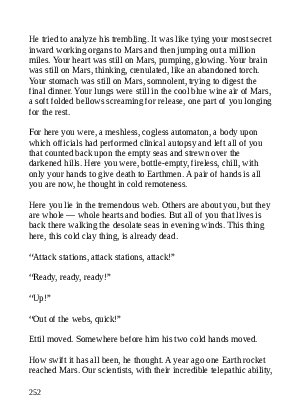 He tried to analyze his trembling. It was like tying your most secret
inward working organs to Mars and then jumping out a million
miles. Your heart was still on Mars, pumping, glowing. Your brain
was still on Mars, thinking, crenulated, like an abandoned torch.
Your stomach was still on Mars, somnolent, trying to digest the
final dinner. Your lungs were still in the cool blue wine air of Mars,
a soft folded bellows screaming for release, one part of you longing
for the rest.
For here you were, a meshless, cogless automaton, a body upon
which officials had performed clinical autopsy and left all of you
that counted back upon the empty seas and strewn over the
darkened hills. Here you were, bottle-empty, fireless, chill, with
only your hands to give death to Earthmen. A pair of hands is all
you are now, he thought in cold remoteness.
Here you lie in the tremendous web. Others are about you, but they
are whole — whole hearts and bodies. But all of you that lives is
back there walking the desolate seas in evening winds. This thing
here, this cold clay thing, is already dead.
“Attack stations, attack stations, attack!”
“Ready, ready, ready!”
“Up!”
“Out of the webs, quick!”
Ettil moved. Somewhere before him his two cold hands moved.
How swift it has all been, he thought. A year ago one Earth rocket
reached Mars. Our scientists, with their incredible telepathic ability,
252